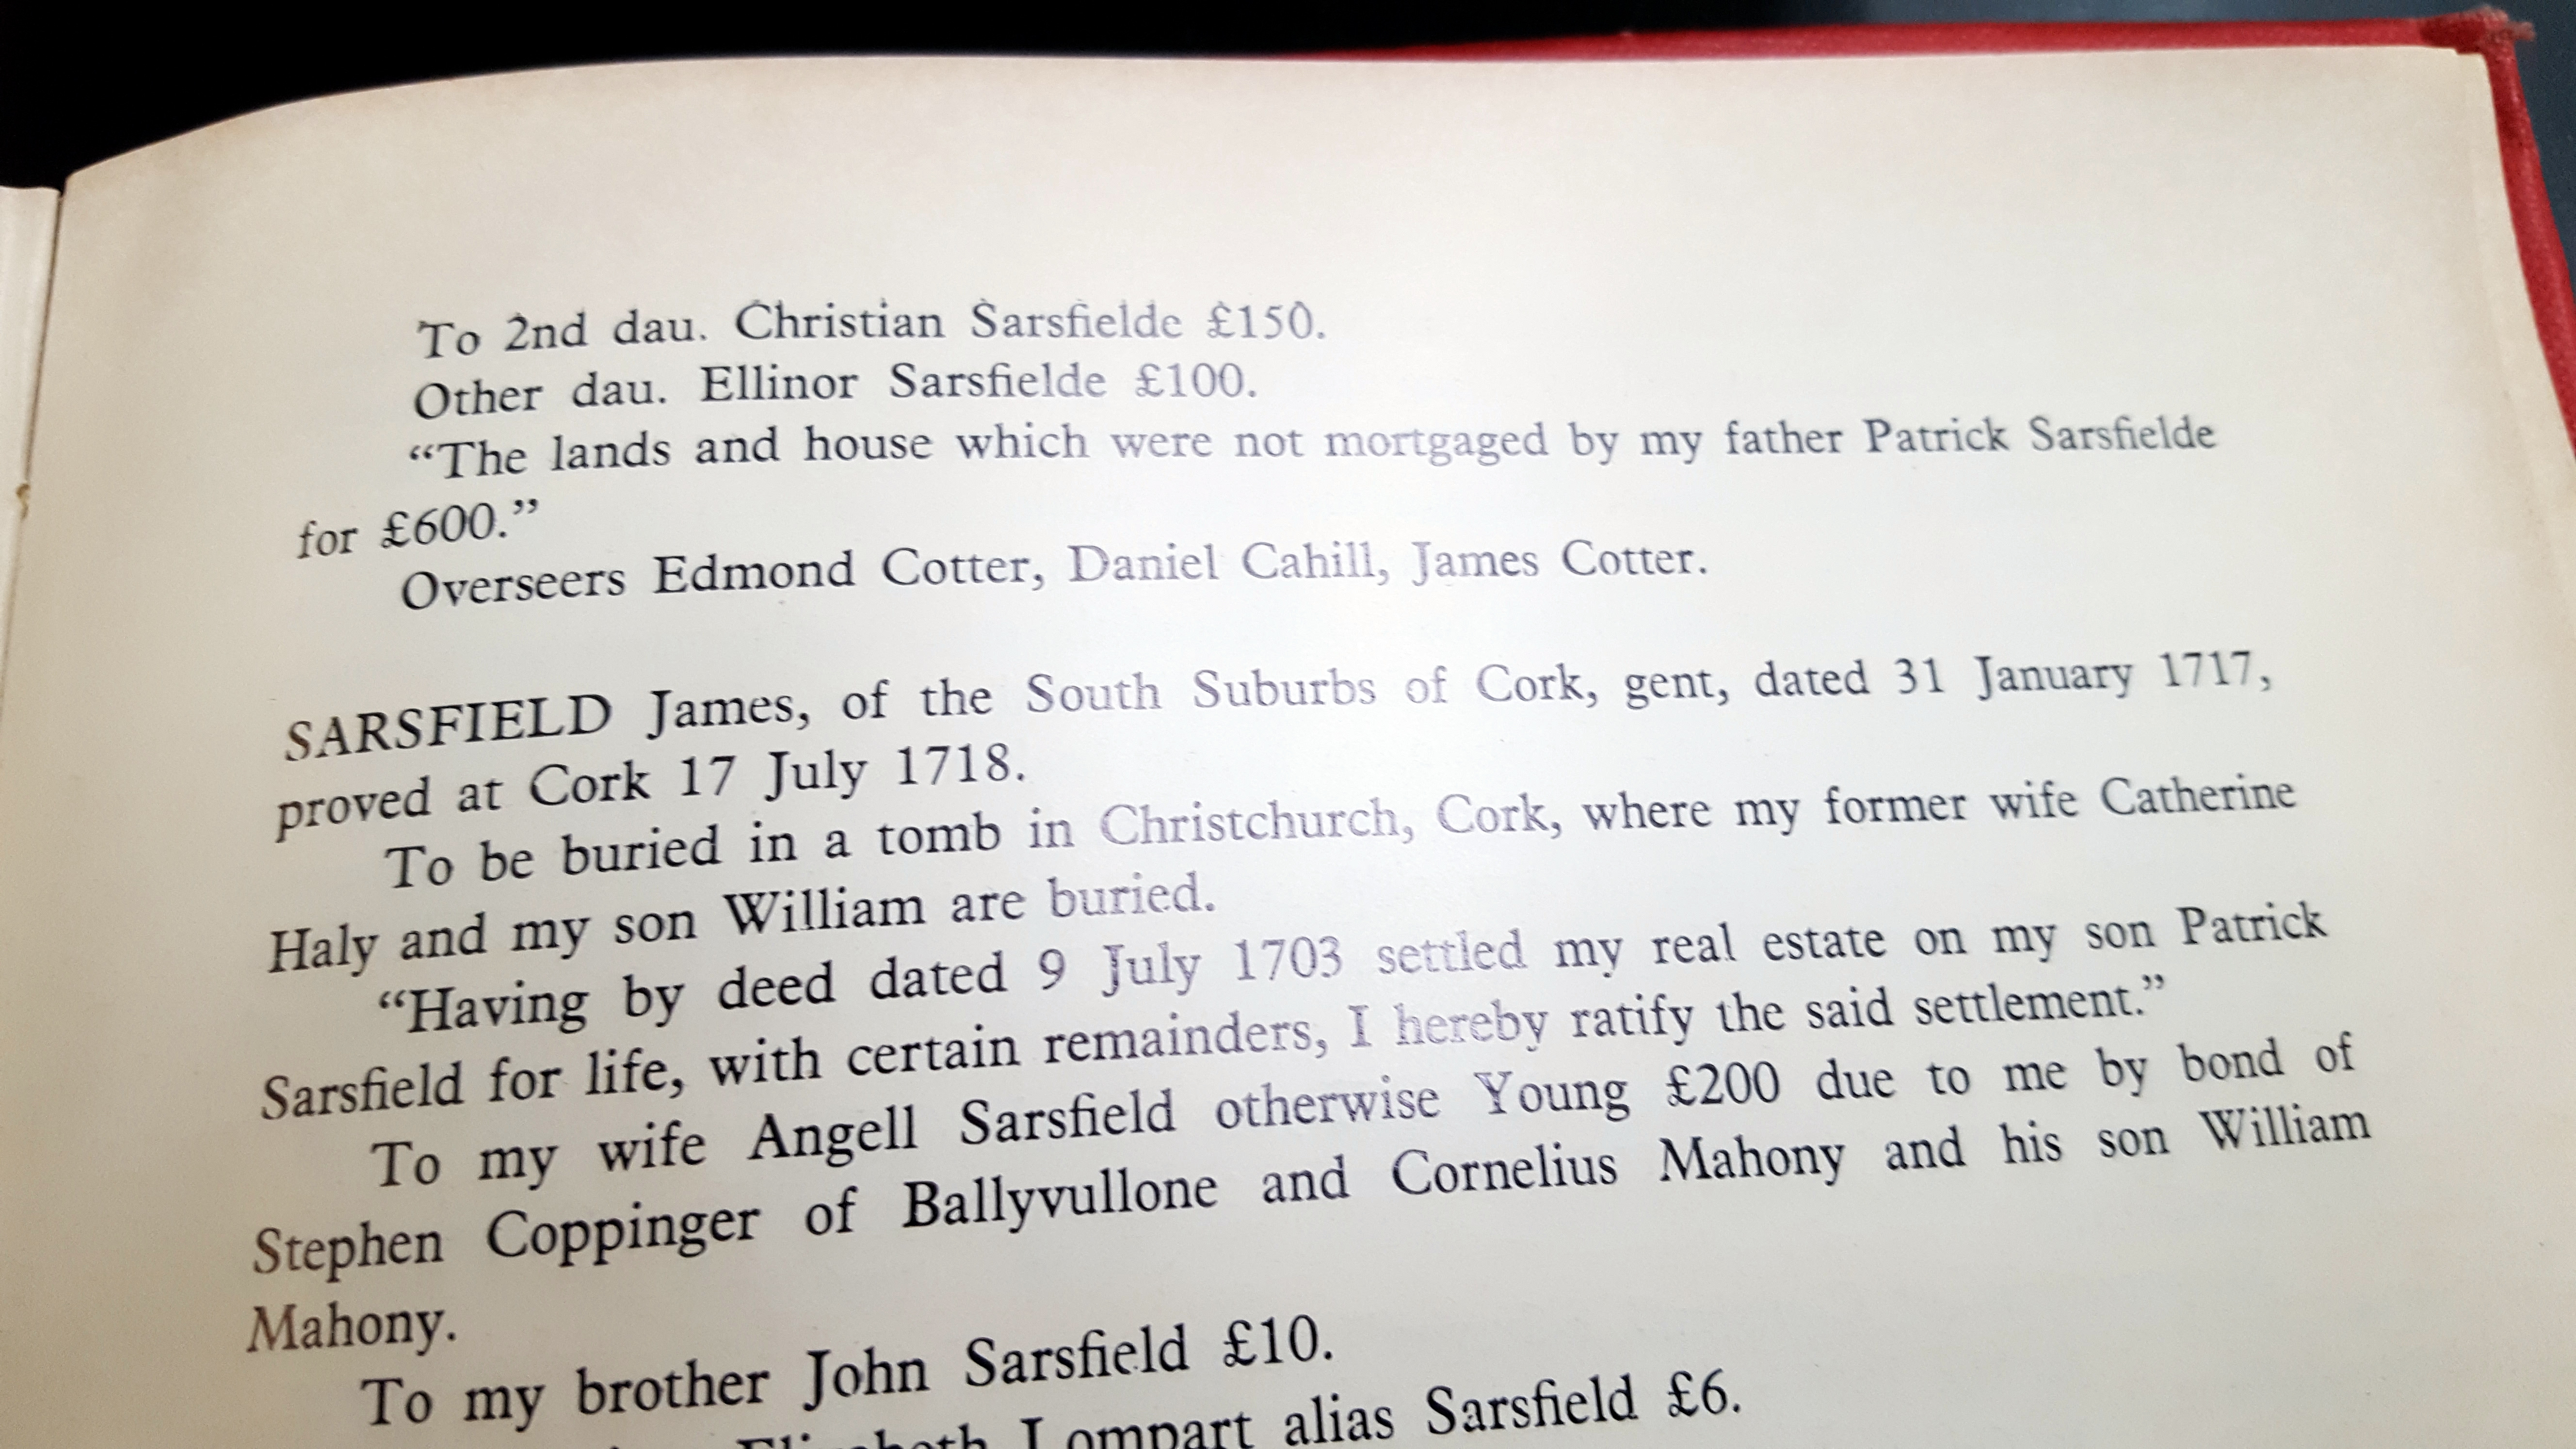 To 2nd dau. Christian Sarsfielde £150.
Other dau. Ellinor Sarsfielde £100.
“The lands and house which were not mortgaged by my father Patrick Sarsfielde
for £600.”
Overseers Edmond Cotter, Daniel Cahill, James Cotter.
SARSFIELD James, of the South Suburbs of Cork, gent, dated 31 January 1717,
proved at Cork 17 July 1718.
To be buried in a tomb in Christchurch, Cork, where my former wife Catherine
Haly and my son William are buried.
“Having by deed dated 9 July 1703 settled my real estate on my son Patrick
Sarsfield for life, with certain remainders, I hereby ratify the said settlement.”
To my wife Angell Sarsfield otherwise Young £200 due to me by bond of
Stephen Coppinger of Ballyvullone and Cornelius Mahony and his son William
Mahony.
To my brother John Sarsfield £10.
Elizabeth Lompart alias Sarsfield £6.